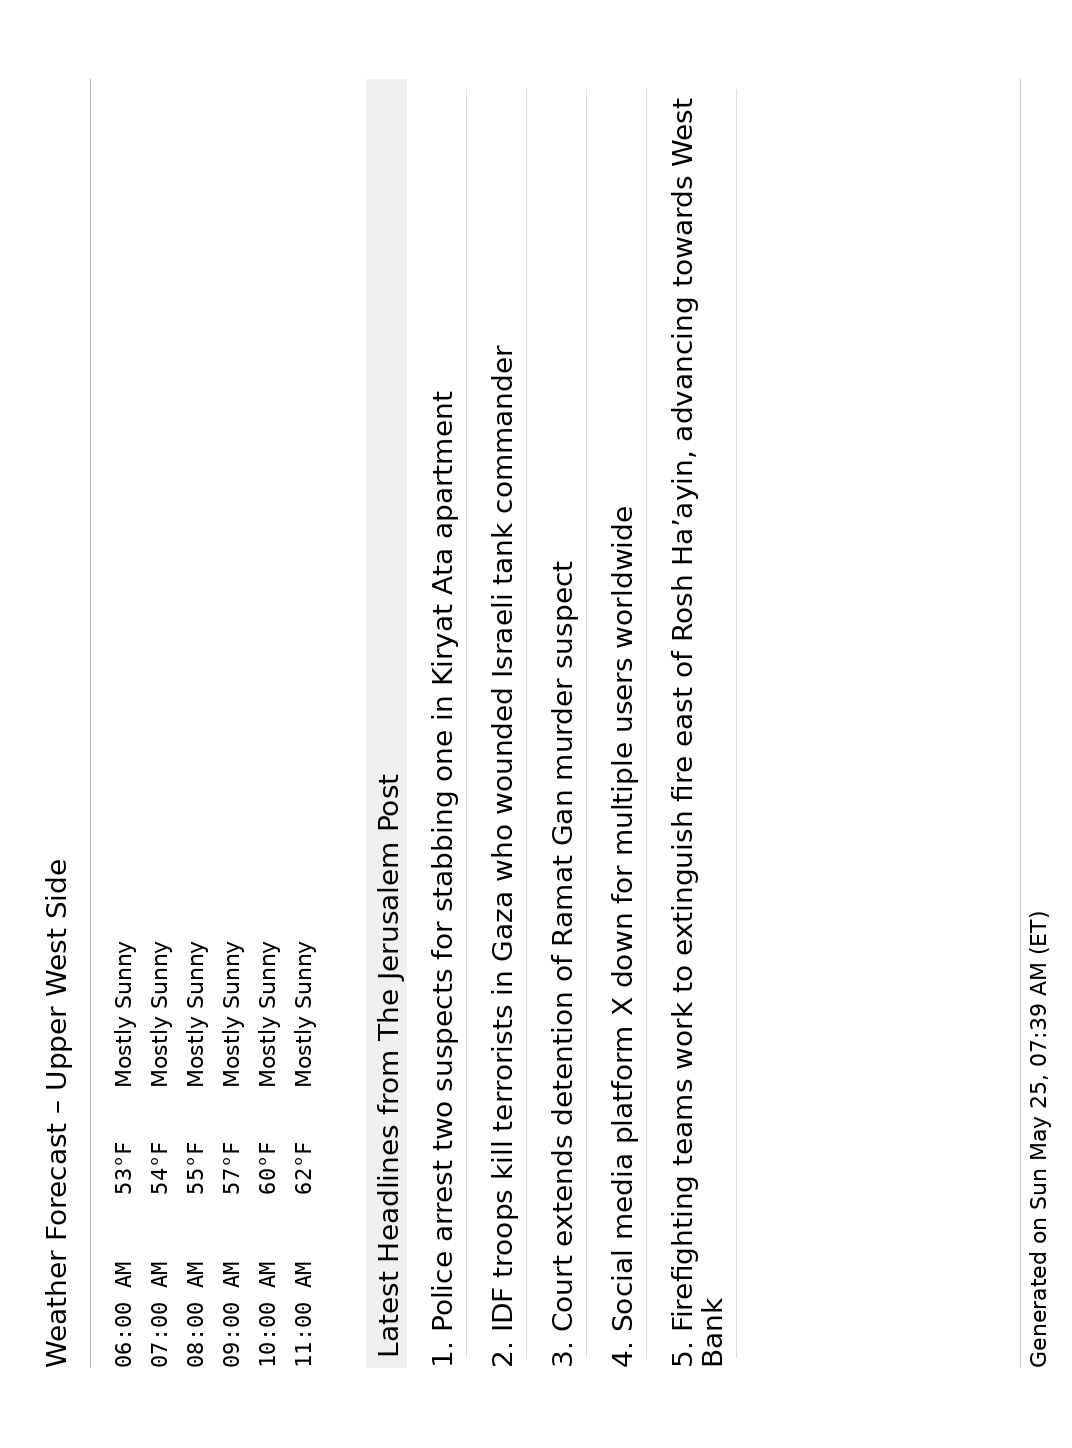 Weather Forecast – Upper West Side
06:00 AM 53°F Mostly Sunny
07:00 AM 54°F Mostly Sunny
08:00 AM 55°F Mostly Sunny
09:00 AM 57°F Mostly Sunny
10:00 AM 60°F Mostly Sunny
11:00 AM 62°F Mostly Sunny
Latest Headlines from The Jerusalem Post
1. Police arrest two suspects for stabbing one in Kiryat Ata apartment
2. IDF troops kill terrorists in Gaza who wounded Israeli tank commander
3. Court extends detention of Ramat Gan murder suspect
4. Social media platform X down for multiple users worldwide
5. Firefighting teams work to extinguish fire east of Rosh Ha’ayin, advancing towards West
Bank
Generated on Sun May 25, 07:39 AM (ET)